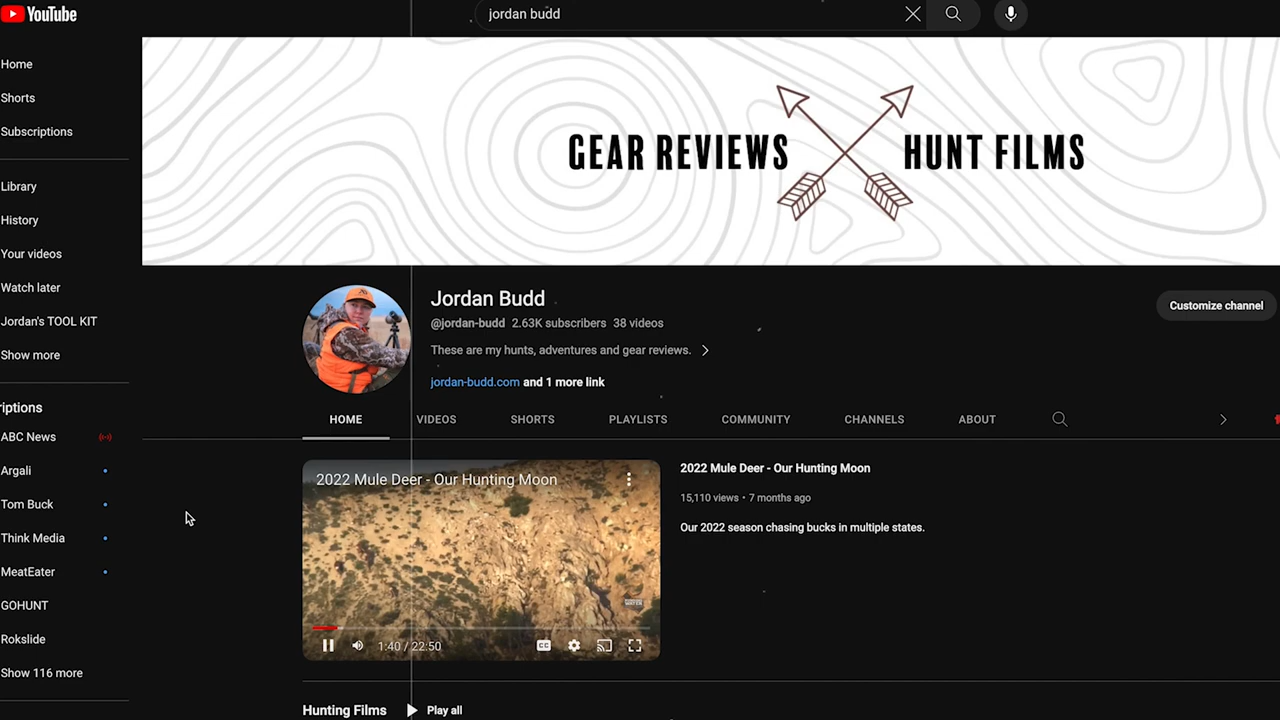 YouTube
jordan budd
Home
Shorts
Subscriptions
Library
History
Your videos
Watch later
Jordan's TOOL KIT
Show more
riptions
ABC News
Argali
Tom Buck
Think Media
MeatEater
GOHUNT
Rokslide
Show 116 more
GEAR REVIEWS
HUNT FILMS
Jordan Budd
@jordan-budd 2.63K subscribers 38 videos
These are my hunts, adventures and gear reviews.
jordan-budd.com and 1 more link
Customize channel
HOME
VIDEOS
SHORTS
PLAYLISTS
COMMUNITY
CHANNELS
ABOUT
2022 Mule Deer - Our Hunting Moon
1:40 / 22:50
CC
2022 Mule Deer - Our Hunting Moon
15,110 views • 7 months ago
Our 2022 season chasing bucks in multiple states.
Hunting Films
Play all